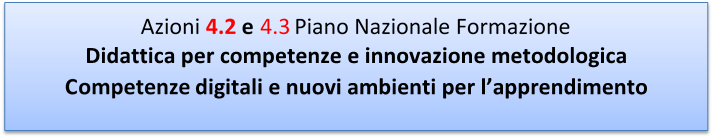 Azioni 4.2 e 4.3 Piano Nazionale Formazione
Didattica per competenze e innovazione metodologica
Competenze digitali e nuovi ambienti per l’apprendimento